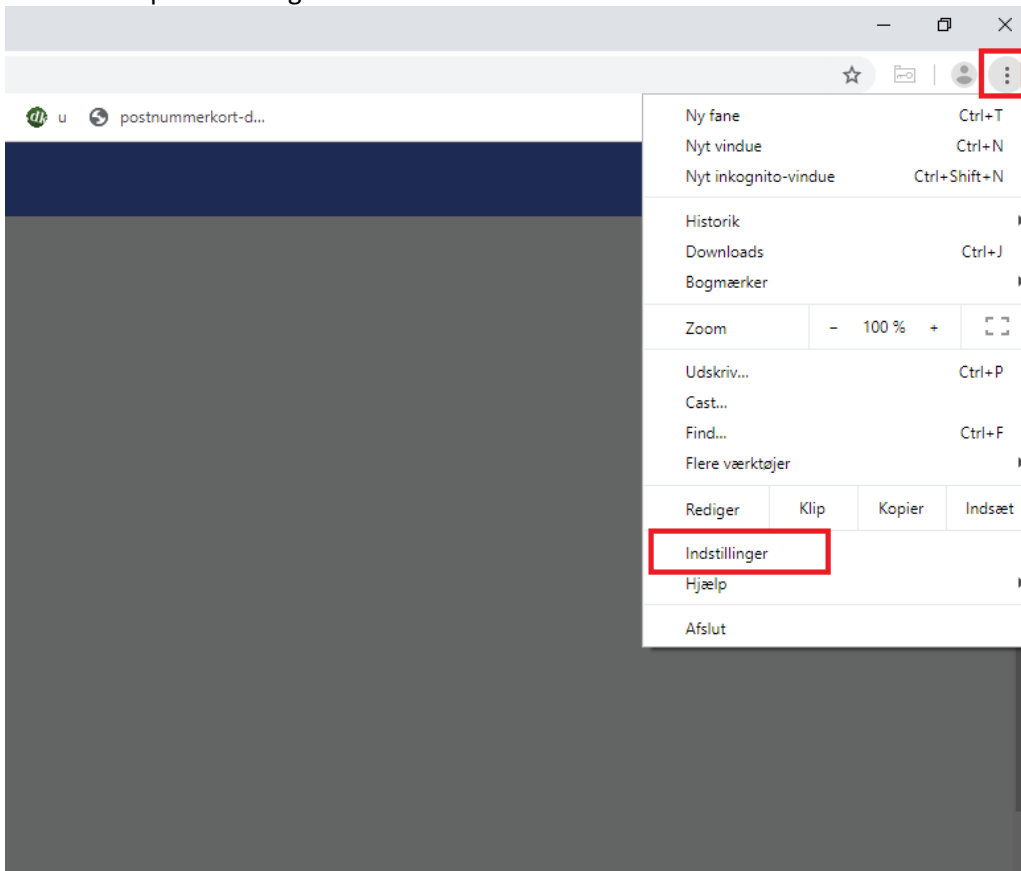 u postnummerkort-d...
Ny fane Ctrl+T
Nyt vindue Ctrl+N
Nyt inkognito-vindue Ctrl+Shift+N
Historik
Downloads Ctrl+J
Bogmærker
Zoom - 100 % +
Udskriv... Ctrl+P
Cast...
Find... Ctrl+F
Flere værktøjer
Rediger Klip Kopier Indsæt
Indstillinger
Hjælp
Afslut